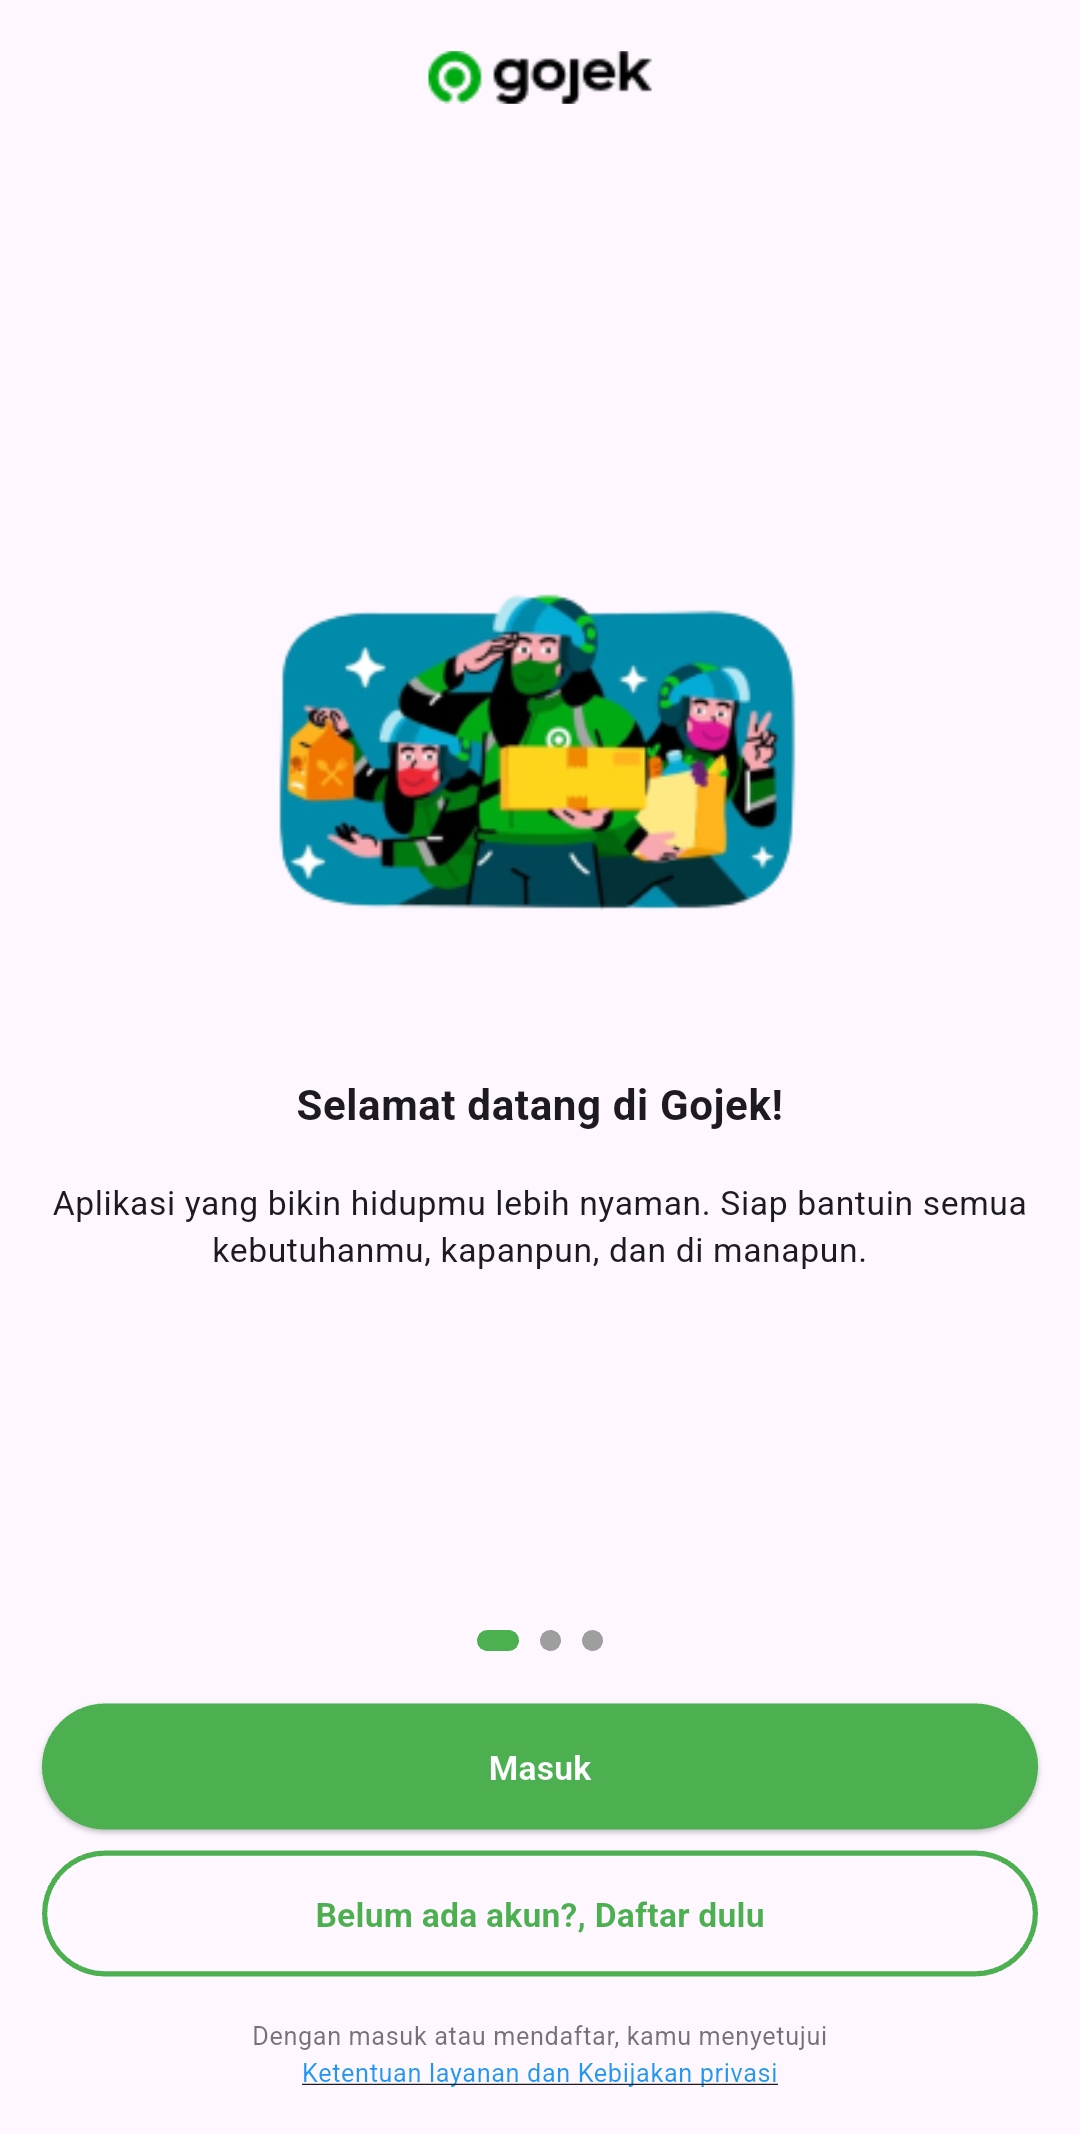 gojek
Selamat datang di Gojek!
Aplikasi yang bikin hidupmu lebih nyaman. Siap bantuin semua
kebutuhanmu, kapanpun, dan di manapun.
Masuk
Belum ada akun?, Daftar dulu
Dengan masuk atau mendaftar, kamu menyetujui
Ketentuan layanan dan Kebijakan privasi